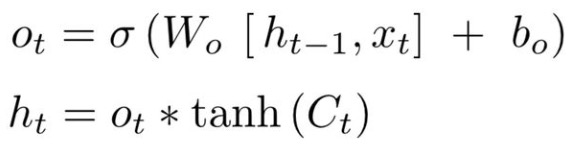 o_t = σ (W_o [h_{t−1}, x_t] + b_o)
h_t = o_t * tanh (C_t)